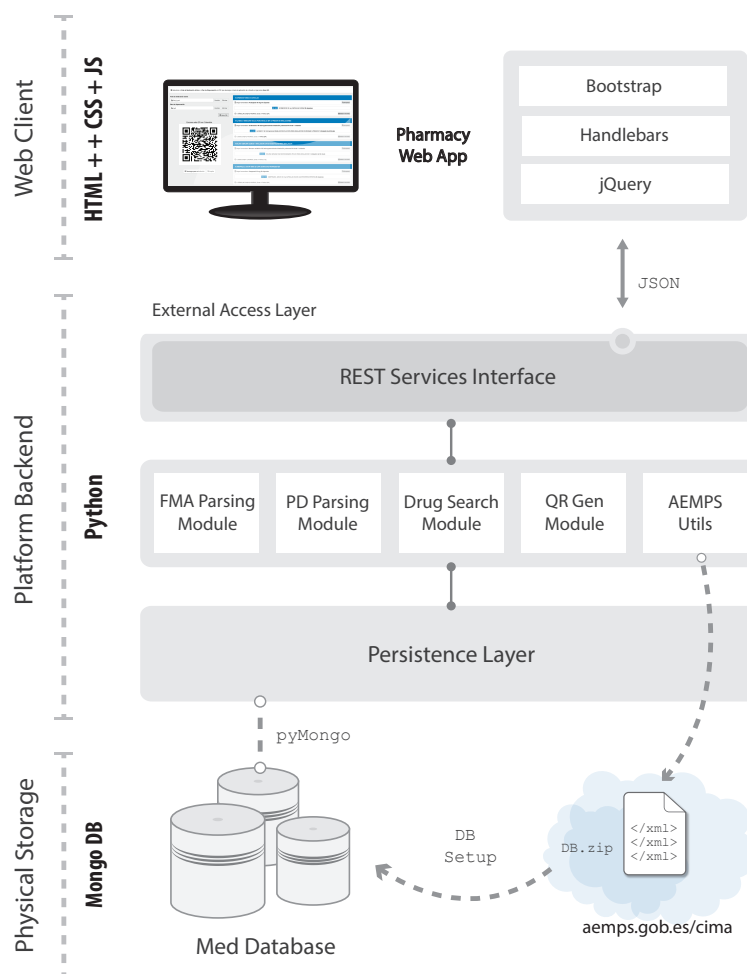 Web Client
HTML + + CSS + JS
Pharmacy
Web App
Bootstrap
Handlebars
jQuery
JSON
External Access Layer
REST Services Interface
Platform Backend
Python
FMA Parsing
Module
PD Parsing
Module
Drug Search
Module
QR Gen
Module
AEMPS
Utils
Persistence Layer
pyMongo
Physical Storage
Mongo DB
Med Database
DB
Setup
DB.zip
</xml>
</xml>
</xml>
aemps.gob.es/cima